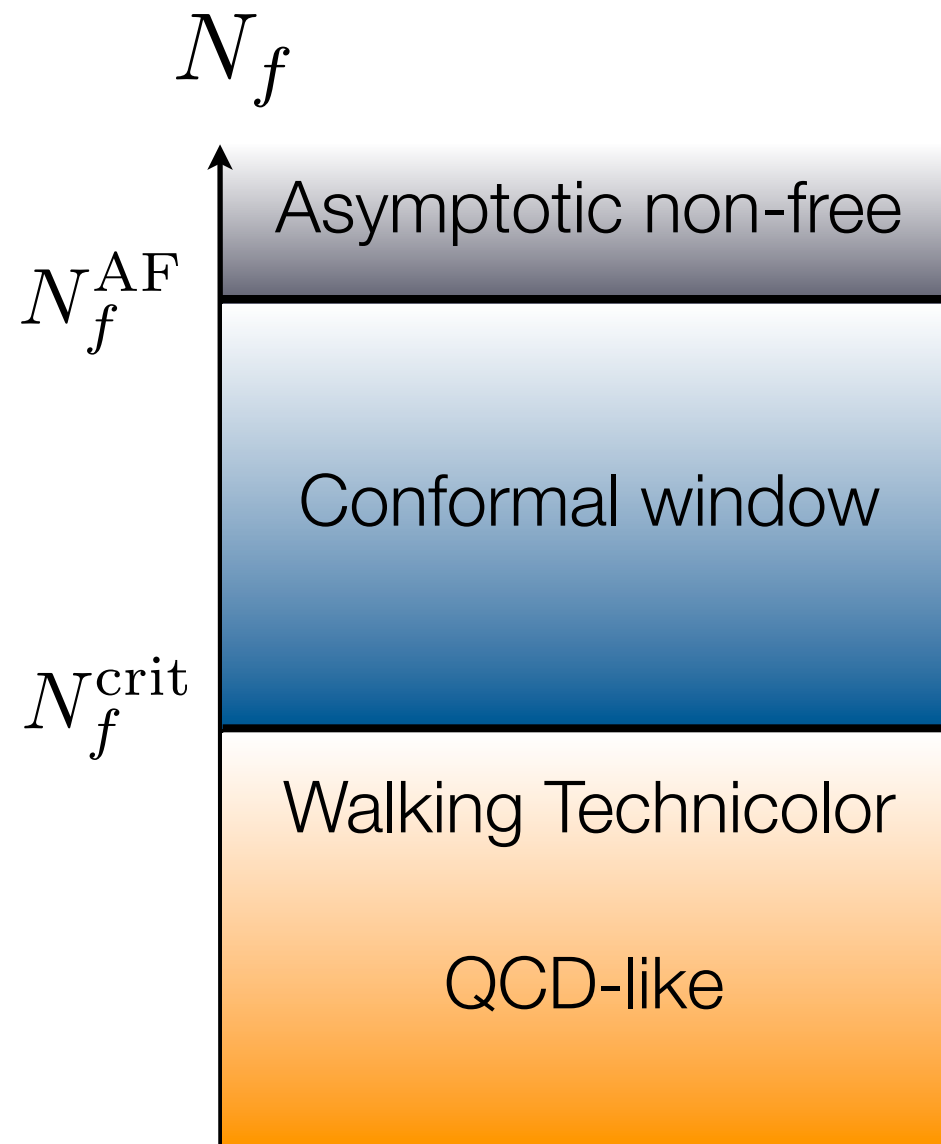 N_f
Asymptotic non-free
N_f^AF
Conformal window
N_f^crit
Walking Technicolor
QCD-like